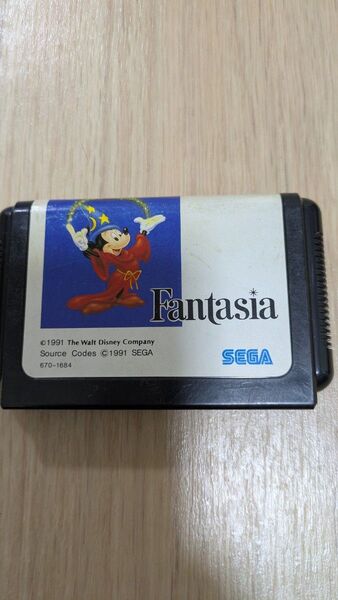 Fantasia
©1991 The Walt Disney Company
Source Codes ©1991 SEGA
670-1684
SEGA